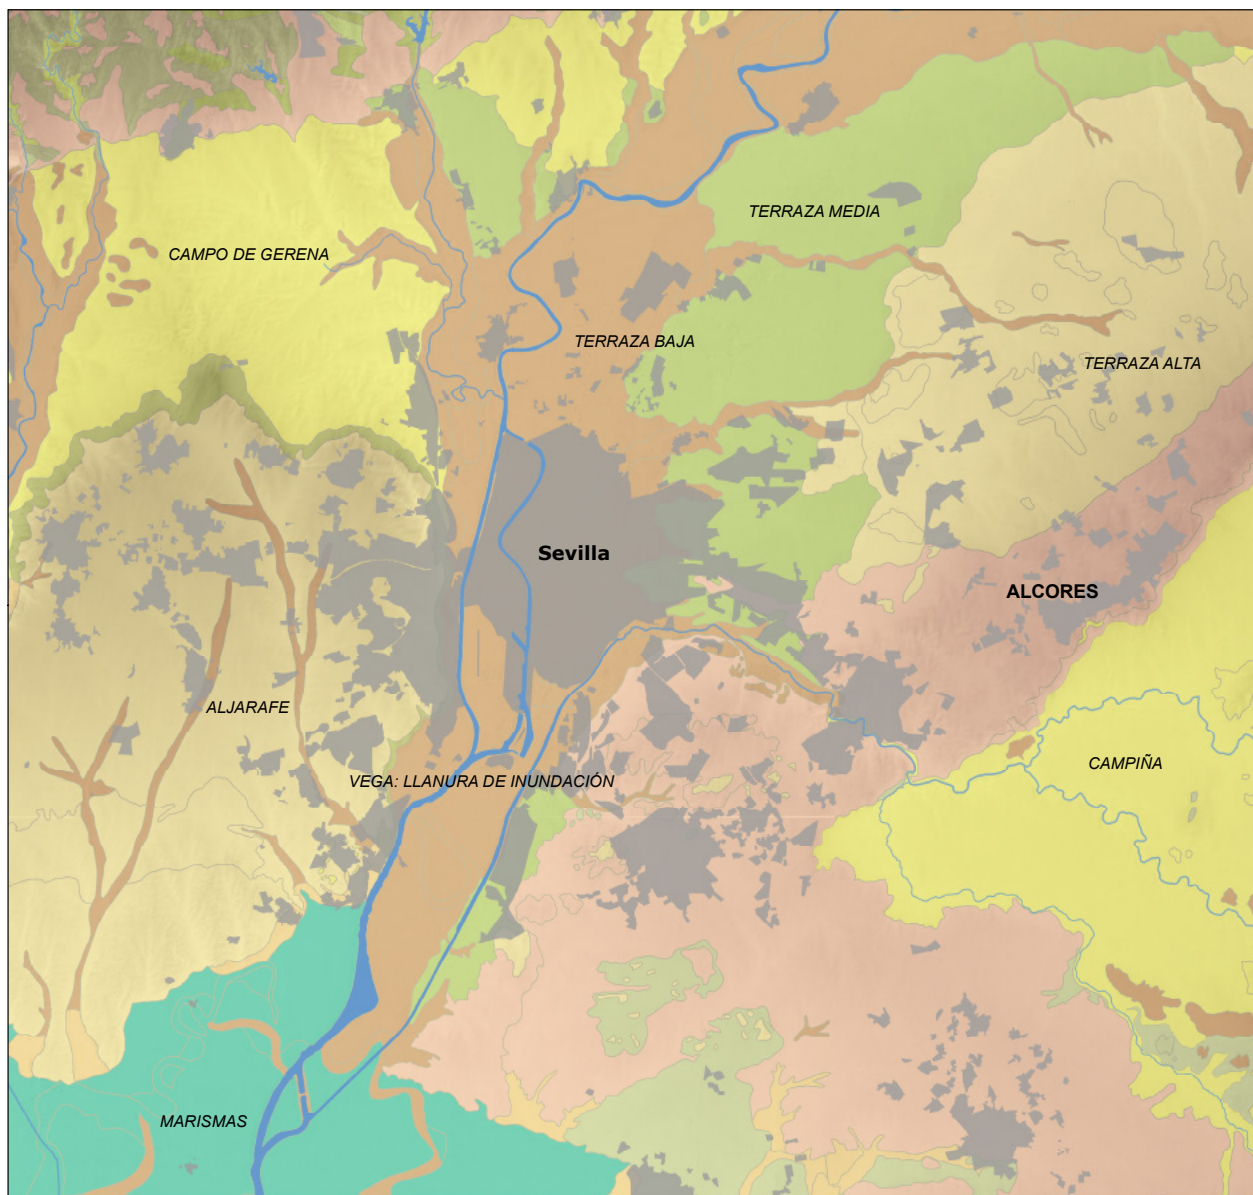 TERRAZA MEDIA
CAMPO DE GERENA
TERRAZA BAJA
TERRAZA ALTA
Sevilla
ALCORES
ALJARAFE
CAMPIÑA
VEGA: LLANURA DE INUNDACIÓN
MARISMAS